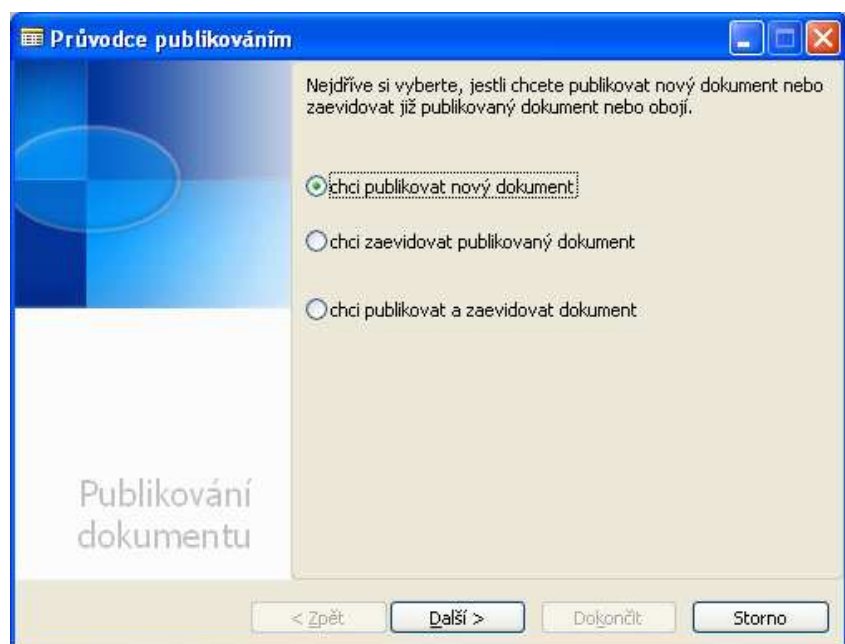 Průvodce publikováním
Nejdříve si vyberte, jestli chcete publikovat nový dokument nebo
zaevidovat již publikovaný dokument nebo obojí.
chci publikovat nový dokument
chci zaevidovat publikovaný dokument
chci publikovat a zaevidovat dokument
Publikování
dokumentu
< Zpět
Další >
Dokončit
Storno